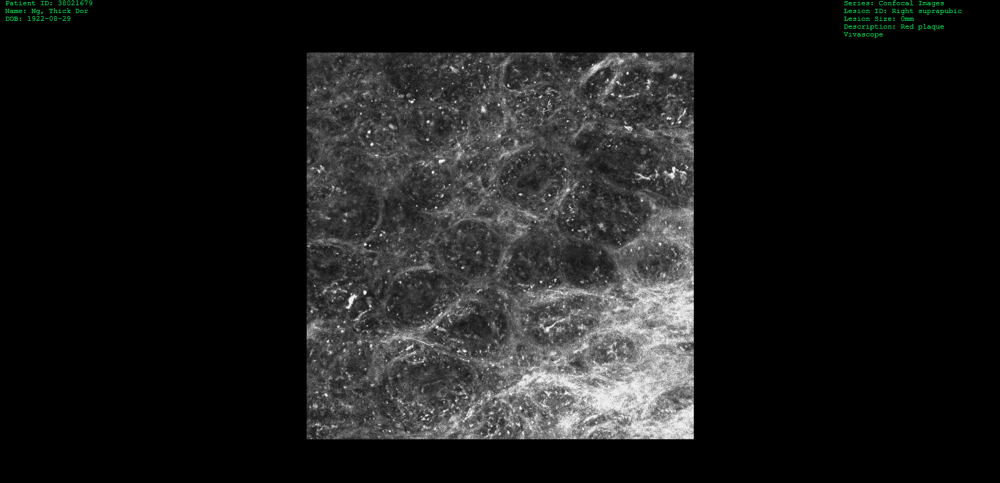 Patient ID: 38021679
Name: Ng, Thick Dor
DOB: 1922-08-29
Series: Confocal Images
Lesion ID: Right suprapubic
Lesion Size: 0mm
Description: Red plaque
Vivascope